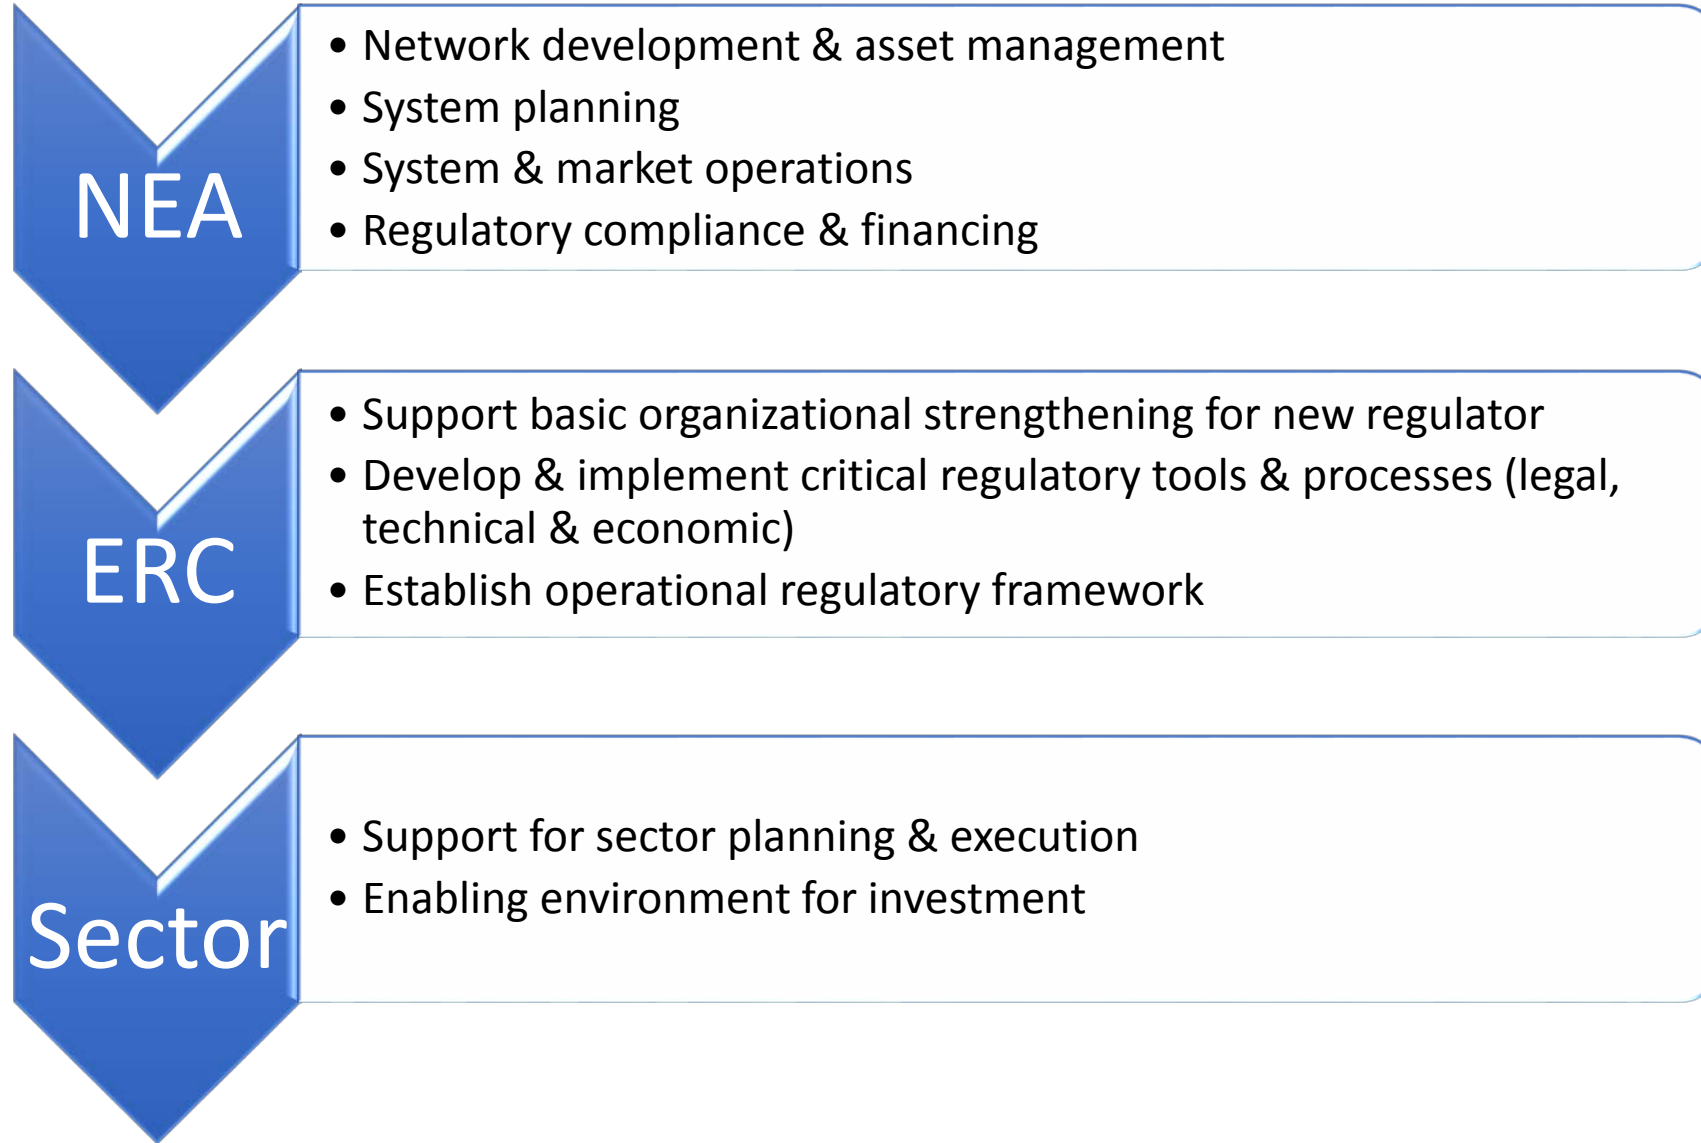 NEA
• Network development & asset management
• System planning
• System & market operations
• Regulatory compliance & financing
ERC
• Support basic organizational strengthening for new regulator
• Develop & implement critical regulatory tools & processes (legal,
technical & economic)
• Establish operational regulatory framework
Sector
• Support for sector planning & execution
• Enabling environment for investment